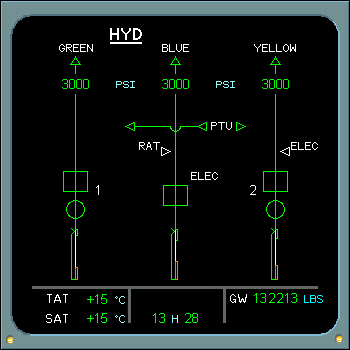 HYD
GREEN BLUE YELLOW
3000 PSI 3000 PSI 3000
PTU
RAT ELEC
ELEC
1 2
TAT +15 °C GW 132213 LBS
SAT +15 °C 13 H 28